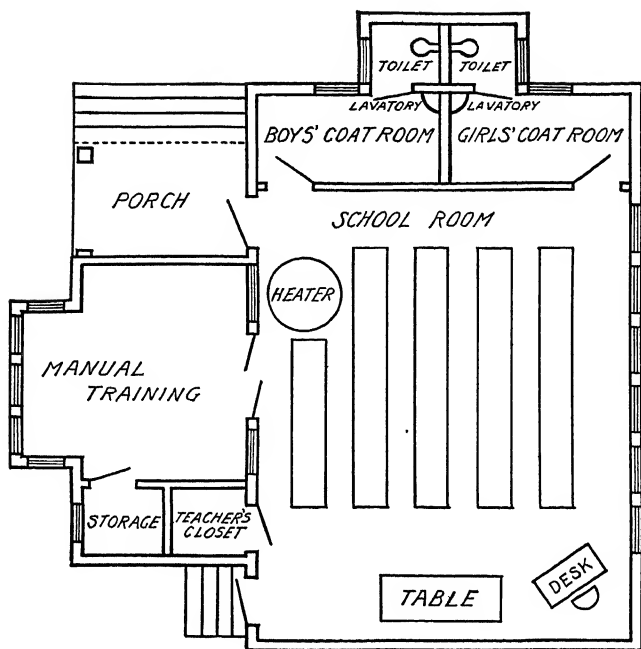 TOILET
TOILET
LAVATORY
LAVATORY
BOYS' COAT ROOM
GIRLS' COAT ROOM
PORCH
SCHOOL ROOM
HEATER
MANUAL
TRAINING
STORAGE
TEACHER'S
CLOSET
TABLE
DESK